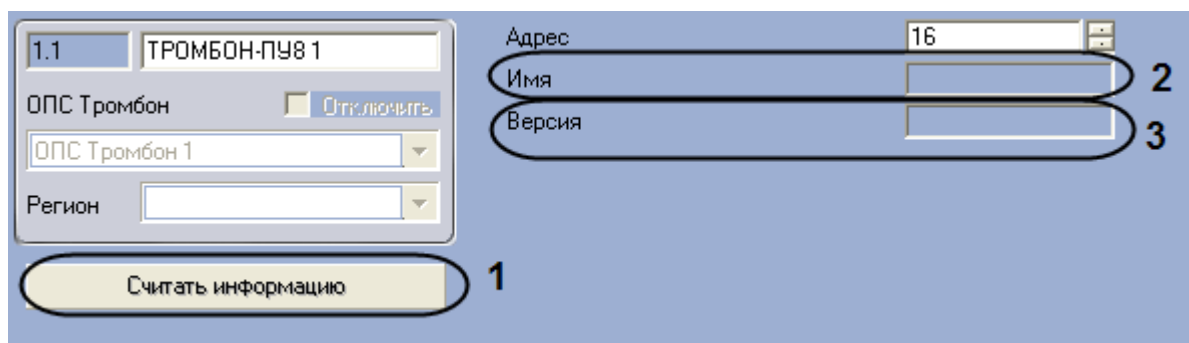 1.1 ТРОМБОН-ПУ8 1
ОПС Тромбон Отключить
ОПС Тромбон 1
Регион
Считать информацию 1
Адрес 16
Имя 2
Версия 3